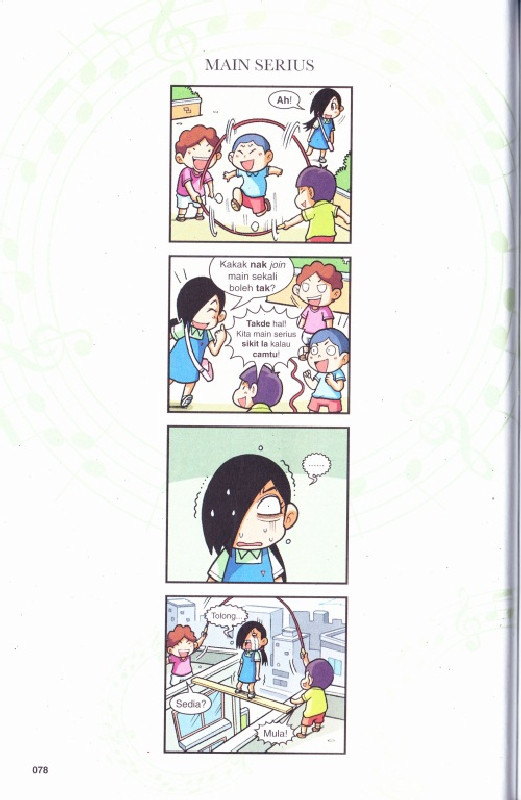 MAIN SERIUS
Ah!
Kakak nak join
main sekali
boleh tak?
Takde hal!
Kita main serius
sikit la kalau
camtu!
......
Tolong...
Sedia?
Mula!
078